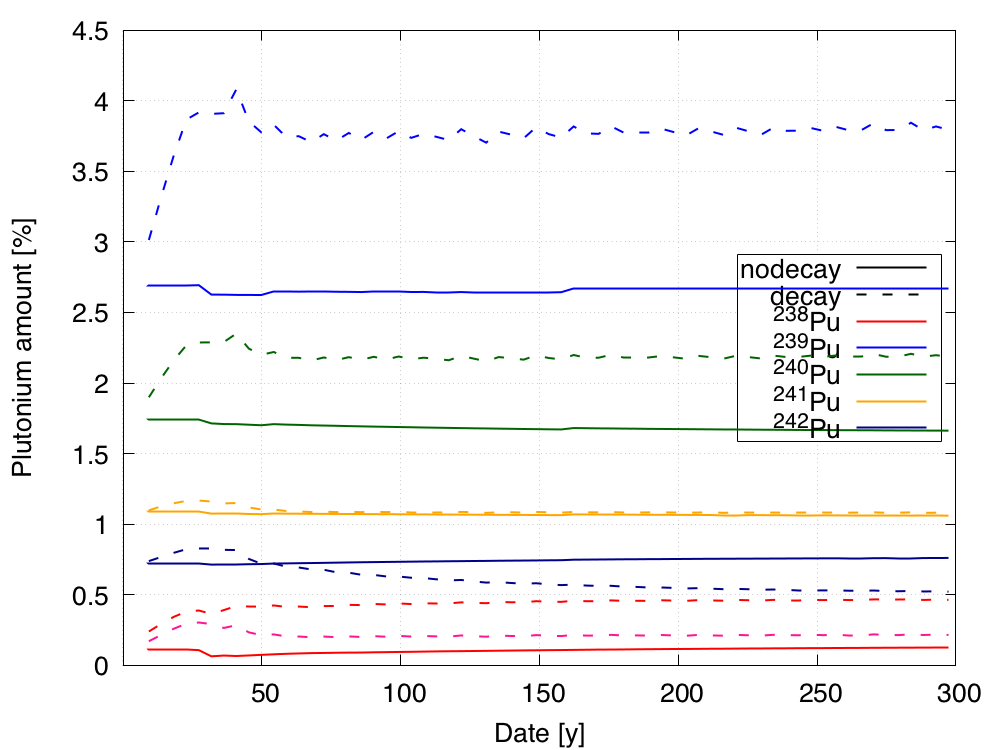 Plutonium amount [%]
4.5
4
3.5
3
2.5
2
1.5
1
0.5
0
nodecay
decay
²³⁸Pu
²³⁹Pu
²⁴⁰Pu
²⁴¹Pu
²⁴²Pu
50 100 150 200 250 300
Date [y]